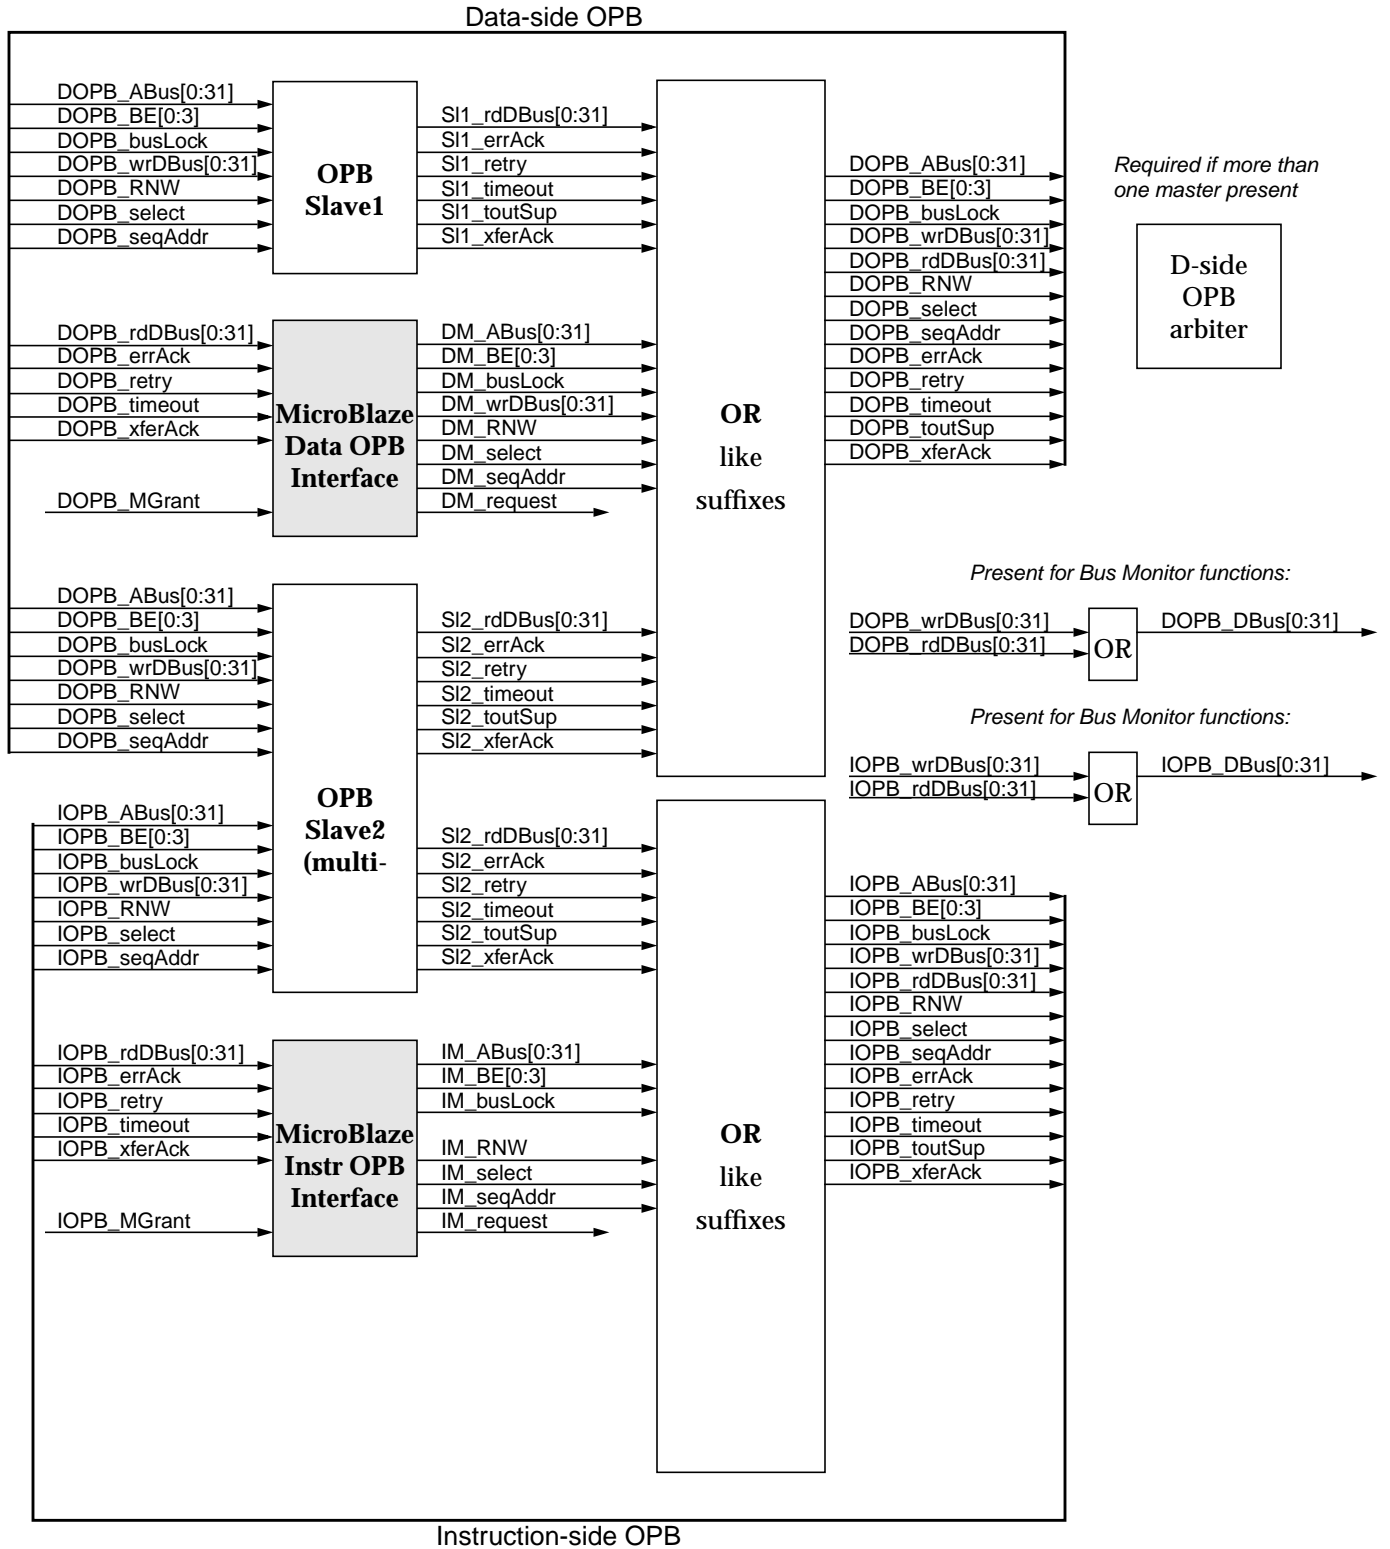 Data-side OPB
DOPB_ABus[0:31]
DOPB_BE[0:3]
DOPB_busLock
DOPB_wrDBus[0:31]
DOPB_RNW
DOPB_select
DOPB_seqAddr
OPB
Slave1
Sl1_rdDBus[0:31]
Sl1_errAck
Sl1_retry
Sl1_timeout
Sl1_toutSup
Sl1_xferAck
DOPB_rdDBus[0:31]
DOPB_errAck
DOPB_retry
DOPB_timeout
DOPB_xferAck
DOPB_MGrant
MicroBlaze
Data OPB
Interface
DM_ABus[0:31]
DM_BE[0:3]
DM_busLock
DM_wrDBus[0:31]
DM_RNW
DM_select
DM_seqAddr
DM_request
OR
like
suffixes
DOPB_ABus[0:31]
DOPB_BE[0:3]
DOPB_busLock
DOPB_wrDBus[0:31]
DOPB_rdDBus[0:31]
DOPB_RNW
DOPB_select
DOPB_seqAddr
DOPB_errAck
DOPB_retry
DOPB_timeout
DOPB_toutSup
DOPB_xferAck
Required if more than
one master present
D-side
OPB
arbiter
DOPB_ABus[0:31]
DOPB_BE[0:3]
DOPB_busLock
DOPB_wrDBus[0:31]
DOPB_RNW
DOPB_select
DOPB_seqAddr
IOPB_ABus[0:31]
IOPB_BE[0:3]
IOPB_busLock
IOPB_wrDBus[0:31]
IOPB_RNW
IOPB_select
IOPB_seqAddr
OPB
Slave2
(multi-
Sl2_rdDBus[0:31]
Sl2_errAck
Sl2_retry
Sl2_timeout
Sl2_toutSup
Sl2_xferAck
Sl2_rdDBus[0:31]
Sl2_errAck
Sl2_retry
Sl2_timeout
Sl2_toutSup
Sl2_xferAck
Present for Bus Monitor functions:
DOPB_wrDBus[0:31]
DOPB_rdDBus[0:31]
OR
DOPB_DBus[0:31]
Present for Bus Monitor functions:
IOPB_wrDBus[0:31]
IOPB_rdDBus[0:31]
OR
IOPB_DBus[0:31]
IOPB_rdDBus[0:31]
IOPB_errAck
IOPB_retry
IOPB_timeout
IOPB_xferAck
IOPB_MGrant
MicroBlaze
Instr OPB
Interface
IM_ABus[0:31]
IM_BE[0:3]
IM_busLock
IM_RNW
IM_select
IM_seqAddr
IM_request
OR
like
suffixes
IOPB_ABus[0:31]
IOPB_BE[0:3]
IOPB_busLock
IOPB_wrDBus[0:31]
IOPB_rdDBus[0:31]
IOPB_RNW
IOPB_select
IOPB_seqAddr
IOPB_errAck
IOPB_retry
IOPB_timeout
IOPB_toutSup
IOPB_xferAck
Instruction-side OPB